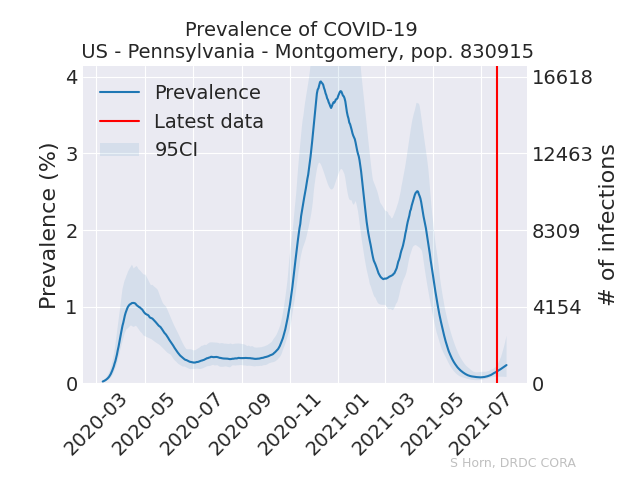 Prevalence of COVID-19
US - Pennsylvania - Montgomery, pop. 830915
Prevalence (%)
4
3
2
1
0
Prevalence
Latest data
95CI
16618
12463
8309
4154
0
# of infections
2020-03
2020-05
2020-07
2020-09
2020-11
2021-01
2021-03
2021-05
2021-07
S Horn, DRDC CORA